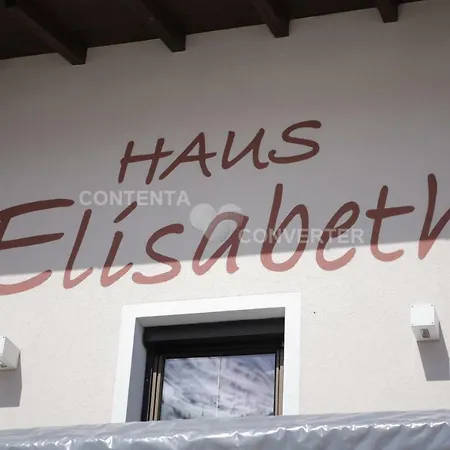 HAUS
Elisabeth
CONTENTA
CONVERTER